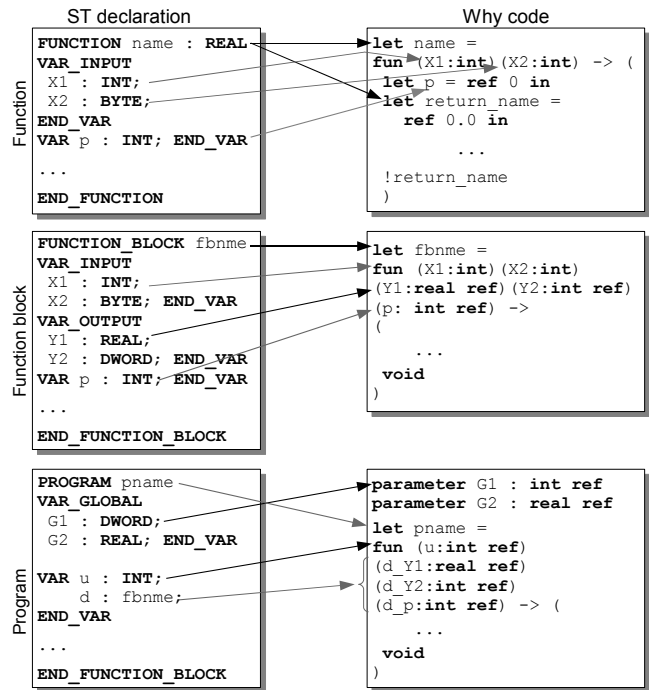 ST declaration
Why code
Function
FUNCTION name : REAL
VAR_INPUT
X1 : INT;
X2 : BYTE;
END_VAR
VAR p : INT; END_VAR
...
END_FUNCTION
let name =
fun (X1:int)(X2:int) -> (
let p = ref 0 in
let return_name =
ref 0.0 in
...
!return_name
)
Function block
FUNCTION_BLOCK fbnme
VAR_INPUT
X1 : INT;
X2 : BYTE; END_VAR
VAR_OUTPUT
Y1 : REAL;
Y2 : DWORD; END_VAR
VAR p : INT; END_VAR
...
END_FUNCTION_BLOCK
let fbnme =
fun (X1:int)(X2:int)
(Y1:real ref)(Y2:int ref)
(p: int ref) ->
(
...
void
)
Program
PROGRAM pname
VAR_GLOBAL
G1 : DWORD;
G2 : REAL; END_VAR
VAR u : INT;
d : fbnme;
END_VAR
...
END_FUNCTION_BLOCK
parameter G1 : int ref
parameter G2 : real ref
let pname =
fun (u:int ref)
(d_Y1:real ref)
(d_Y2:int ref)
(d_p:int ref) -> (
...
void
)